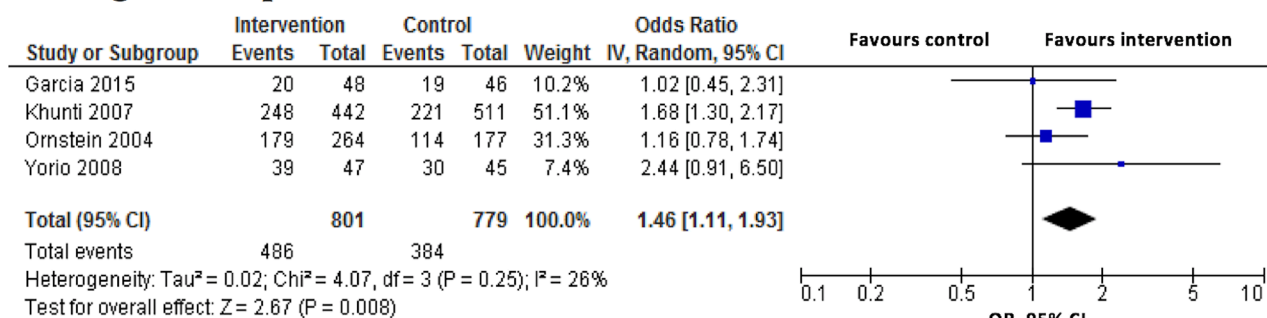 Intervention Control Odds Ratio
Study or Subgroup Events Total Events Total Weight IV, Random, 95% CI
Favours control Favours intervention
Garcia 2015 20 48 19 46 10.2% 1.02 [0.45, 2.31]
Khunti 2007 248 442 221 511 51.1% 1.68 [1.30, 2.17]
Ornstein 2004 179 264 114 177 31.3% 1.16 [0.78, 1.74]
Yorio 2008 39 47 30 45 7.4% 2.44 [0.91, 6.50]
Total (95% CI) 801 779 100.0% 1.46 [1.11, 1.93]
Total events 486 384
Heterogeneity: Tau² = 0.02; Chi² = 4.07, df = 3 (P = 0.25); I² = 26%
Test for overall effect: Z = 2.67 (P = 0.008)
0.1 0.2 0.5 1 2 5 10